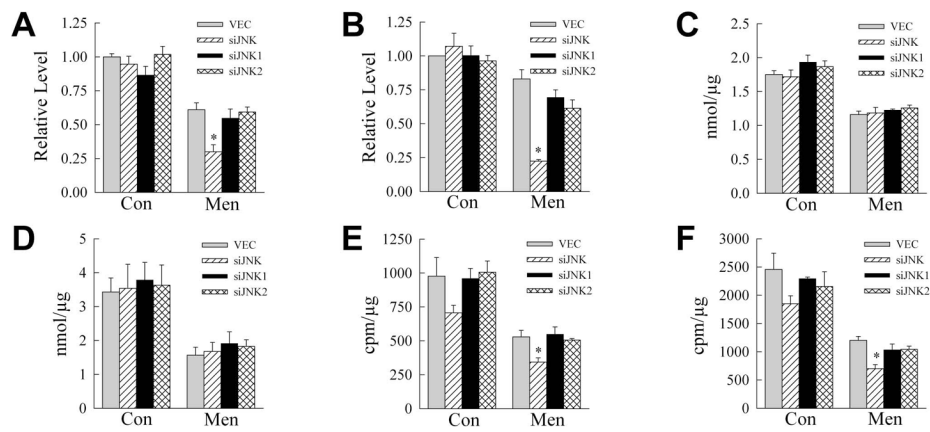 A
Relative Level
1.25
1.00
0.75
0.50
0.25
0.00
VEC
siJNK
siJNK1
siJNK2
*
Con Men
B
Relative Level
1.25
1.00
0.75
0.50
0.25
0.00
VEC
siJNK
siJNK1
siJNK2
*
Con Men
C
nmol/µg
2.5
2.0
1.5
1.0
0.5
0.0
VEC
siJNK
siJNK1
siJNK2
Con Men
D
nmol/µg
5
4
3
2
1
0
VEC
siJNK
siJNK1
siJNK2
Con Men
E
cpm/µg
1250
1000
750
500
250
0
VEC
siJNK
siJNK1
siJNK2
*
Con Men
F
cpm/µg
3000
2500
2000
1500
1000
500
0
VEC
siJNK
siJNK1
siJNK2
*
Con Men